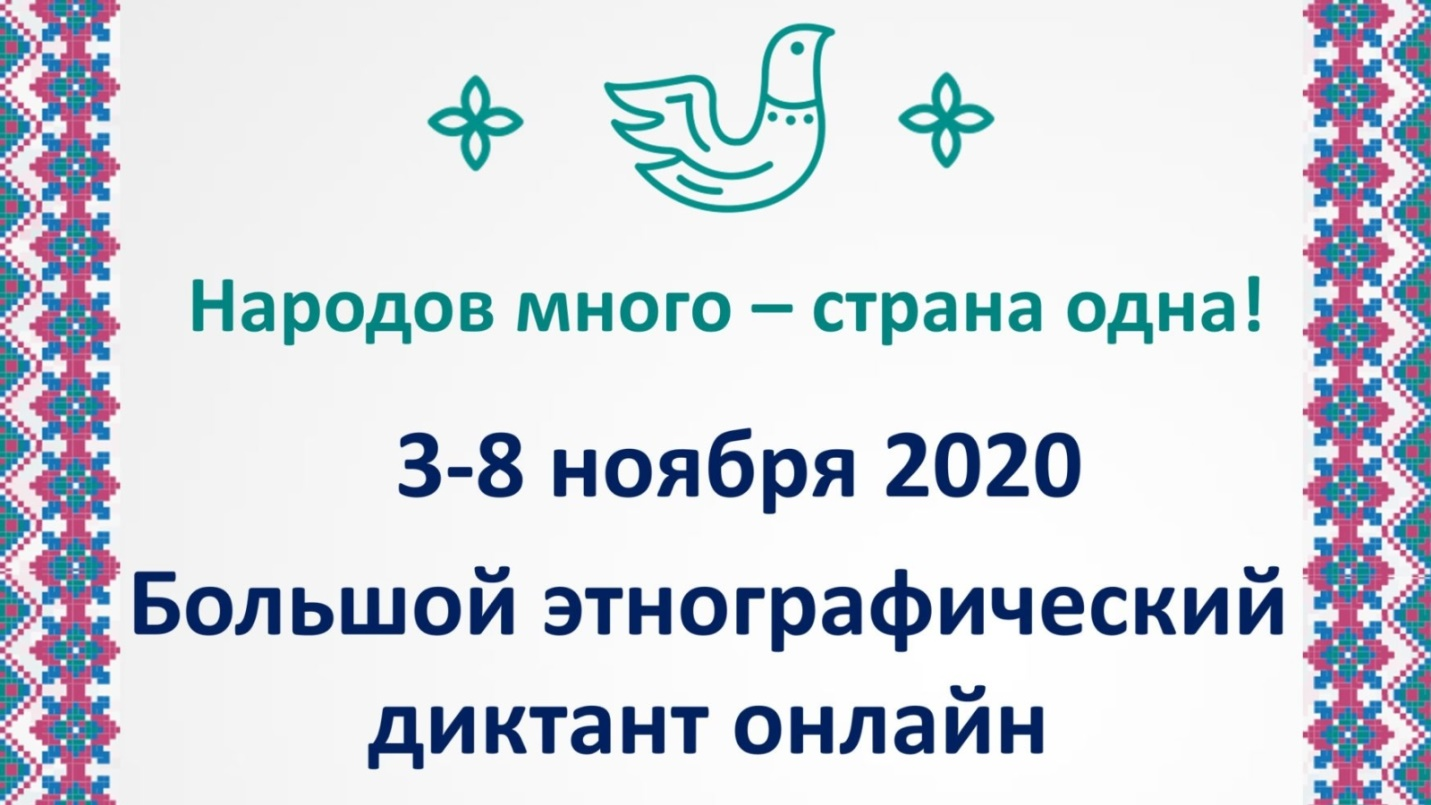 Народов много – страна одна!
3-8 ноября 2020
Большой этнографический
диктант онлайн